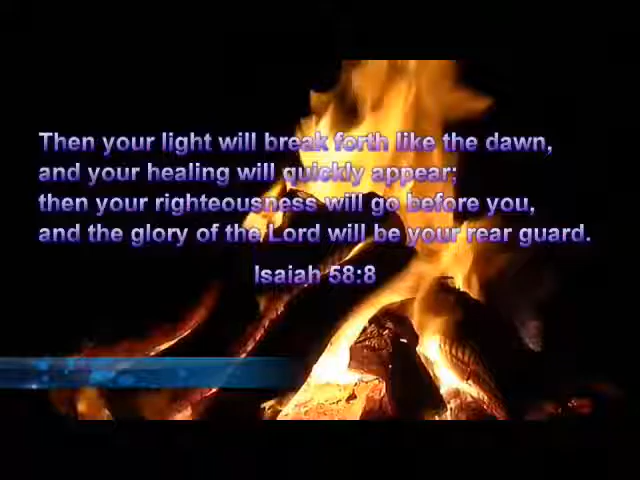 Then your light will break forth like the dawn,
and your healing will quickly appear;
then your righteousness will go before you,
and the glory of the Lord will be your rear guard.
Isaiah 58:8